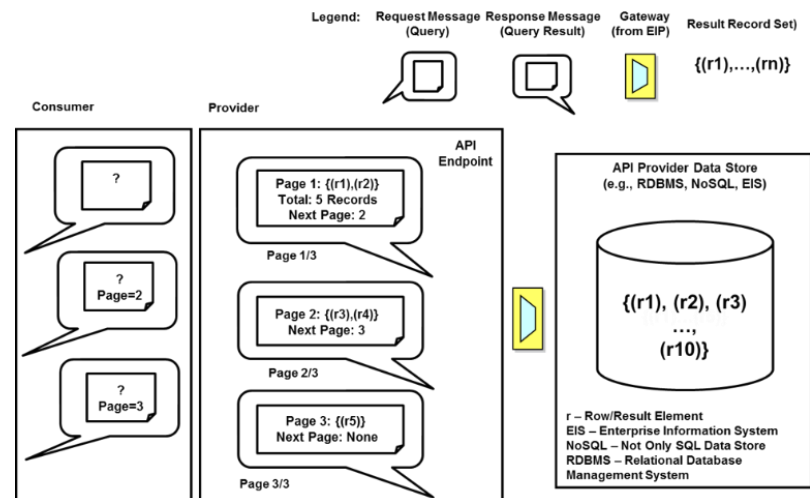 Legend:
Request Message
(Query)
Response Message
(Query Result)
Gateway
(from EIP)
Result Record Set)
{(r1),…,(rn)}
Consumer
Provider
?
?
Page=2
?
Page=3
API
Endpoint
Page 1: {(r1),(r2)}
Total: 5 Records
Next Page: 2
Page 1/3
Page 2: {(r3),(r4)}
Next Page: 3
Page 2/3
Page 3: {(r5)}
Next Page: None
Page 3/3
API Provider Data Store
(e.g., RDBMS, NoSQL, EIS)
{(r1), (r2), (r3)
…,
(r10)}
r – Row/Result Element
EIS – Enterprise Information System
NoSQL – Not Only SQL Data Store
RDBMS – Relational Database
Management System